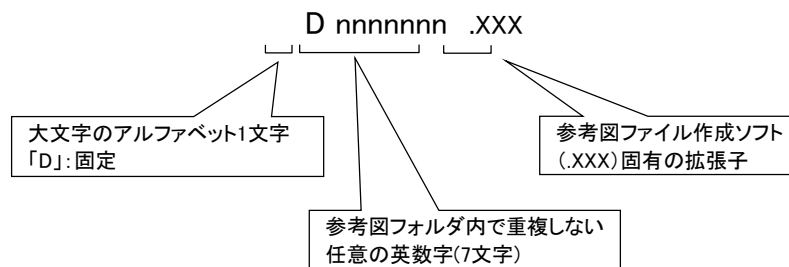 D nnnnnnn .XXX
大文字のアルファベット1文字
「D」：固定
参考図ファイル作成ソフト
(.XXX)固有の拡張子
参考図フォルダ内で重複しない
任意の英数字(7文字)